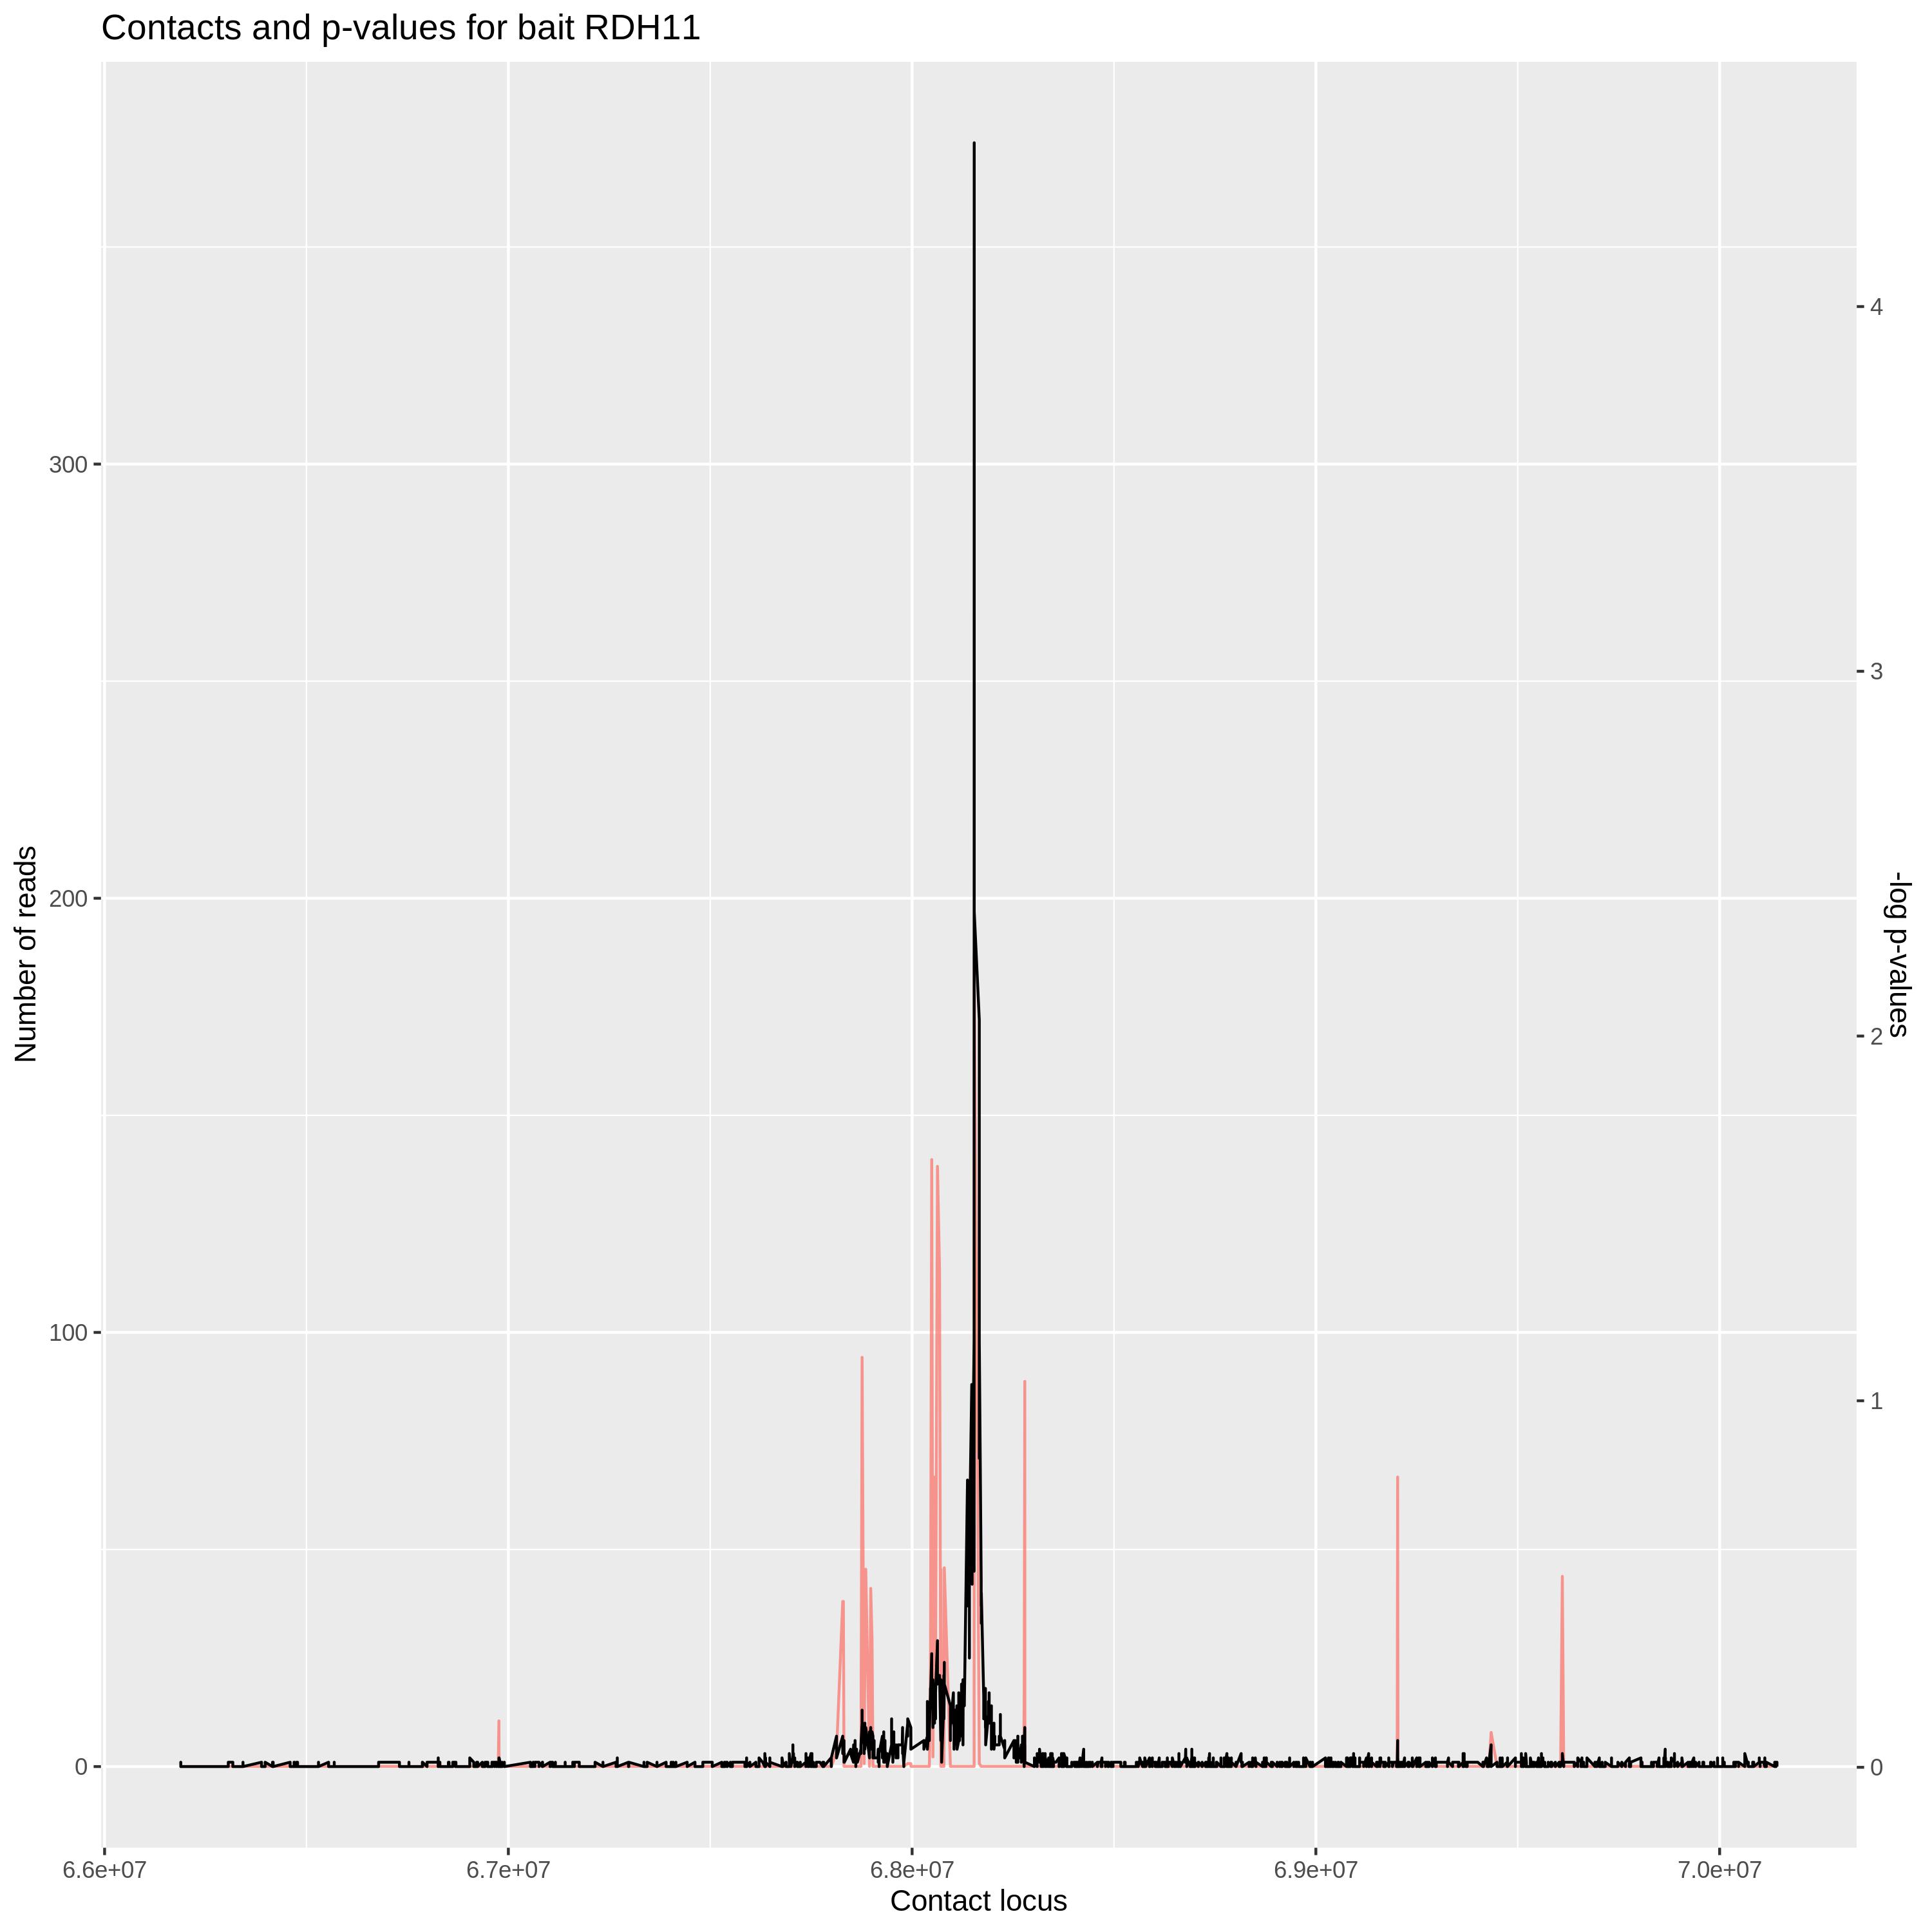 Contacts and p-values for bait RDH11
Number of reads
300
200
100
0
4
3
2
1
0
-log p-values
6.6e+07 6.7e+07 6.8e+07 6.9e+07 7.0e+07
Contact locus